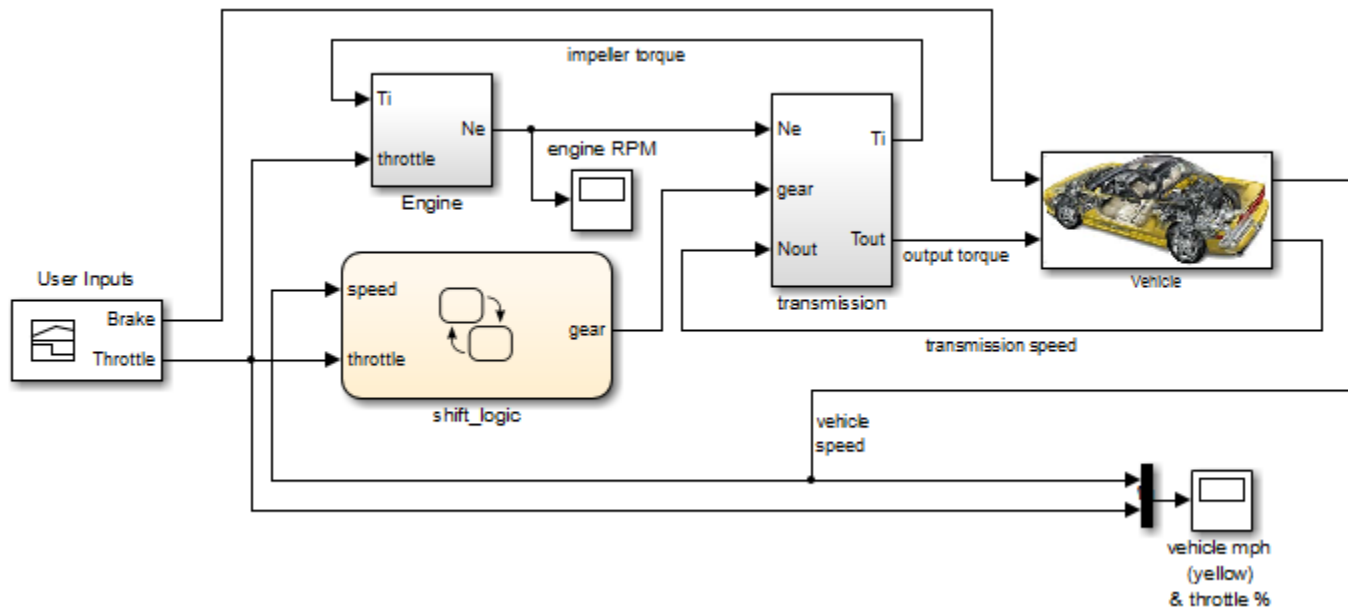 impeller torque
Ti
Ne
throttle
Engine
engine RPM
Ne
Ti
gear
Nout
Tout
transmission
output torque
Vehicle
transmission speed
User Inputs
Brake
Throttle
speed
gear
throttle
shift_logic
vehicle
speed
vehicle mph
(yellow)
& throttle %